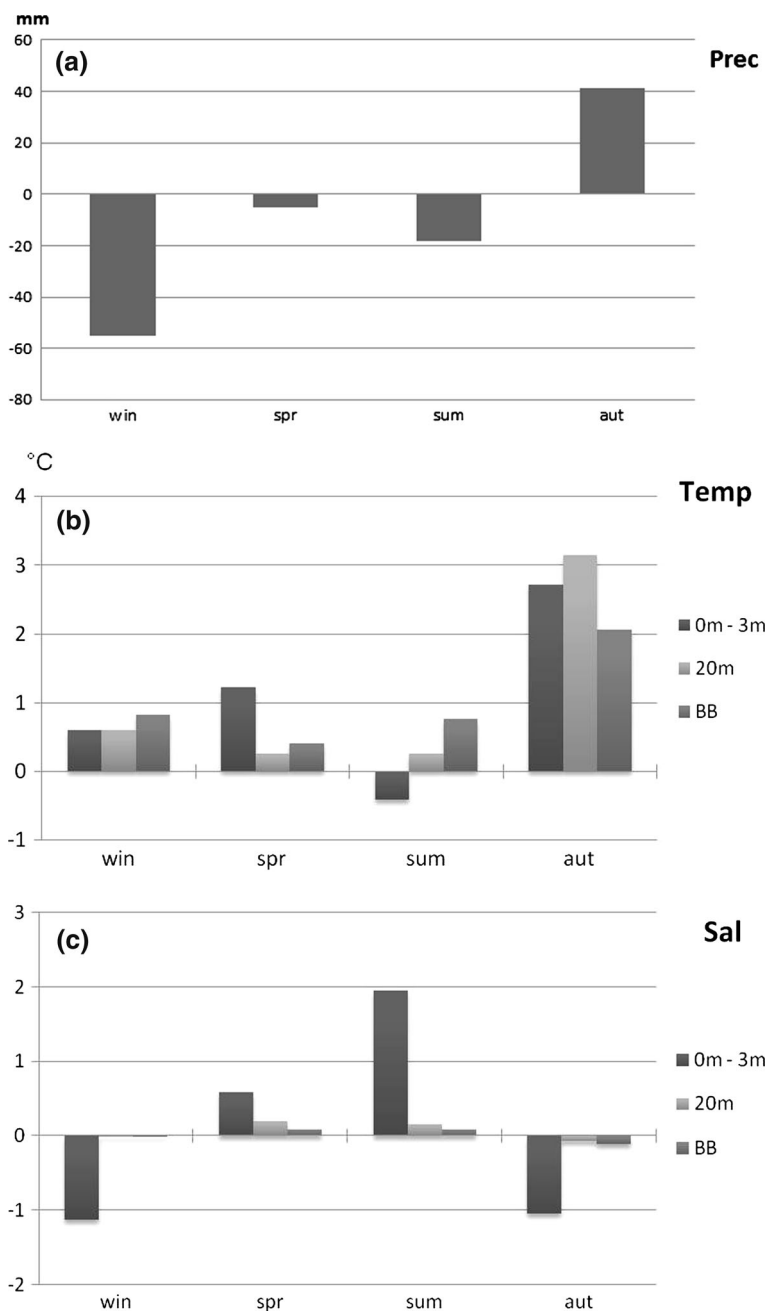 mm
60
(a)
Prec
40
20
0
-20
-40
-60
-80
win spr sum aut
°C
4
(b)
Temp
3
2
1
0
-1
0m - 3m
20m
BB
win spr sum aut
3
(c)
Sal
2
1
0
-1
-2
0m - 3m
20m
BB
win spr sum aut